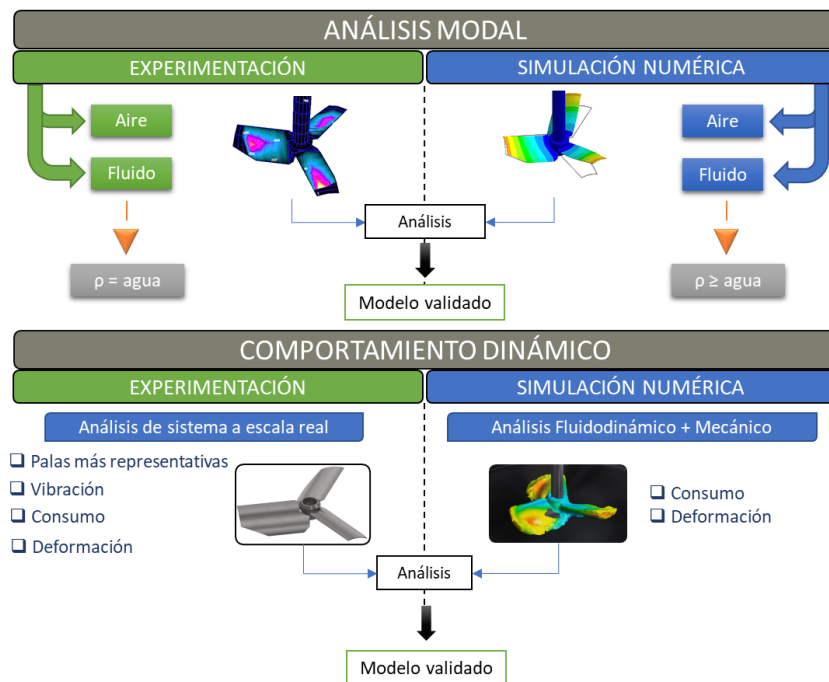 ANÁLISIS MODAL
EXPERIMENTACIÓN
SIMULACIÓN NUMÉRICA
Aire
Fluido
ρ = agua
Aire
Fluido
ρ ≥ agua
Análisis
Modelo validado
COMPORTAMIENTO DINÁMICO
EXPERIMENTACIÓN
SIMULACIÓN NUMÉRICA
Análisis de sistema a escala real
Análisis Fluidodinámico + Mecánico
Palas más representativas
Vibración
Consumo
Deformación
Consumo
Deformación
Análisis
Modelo validado